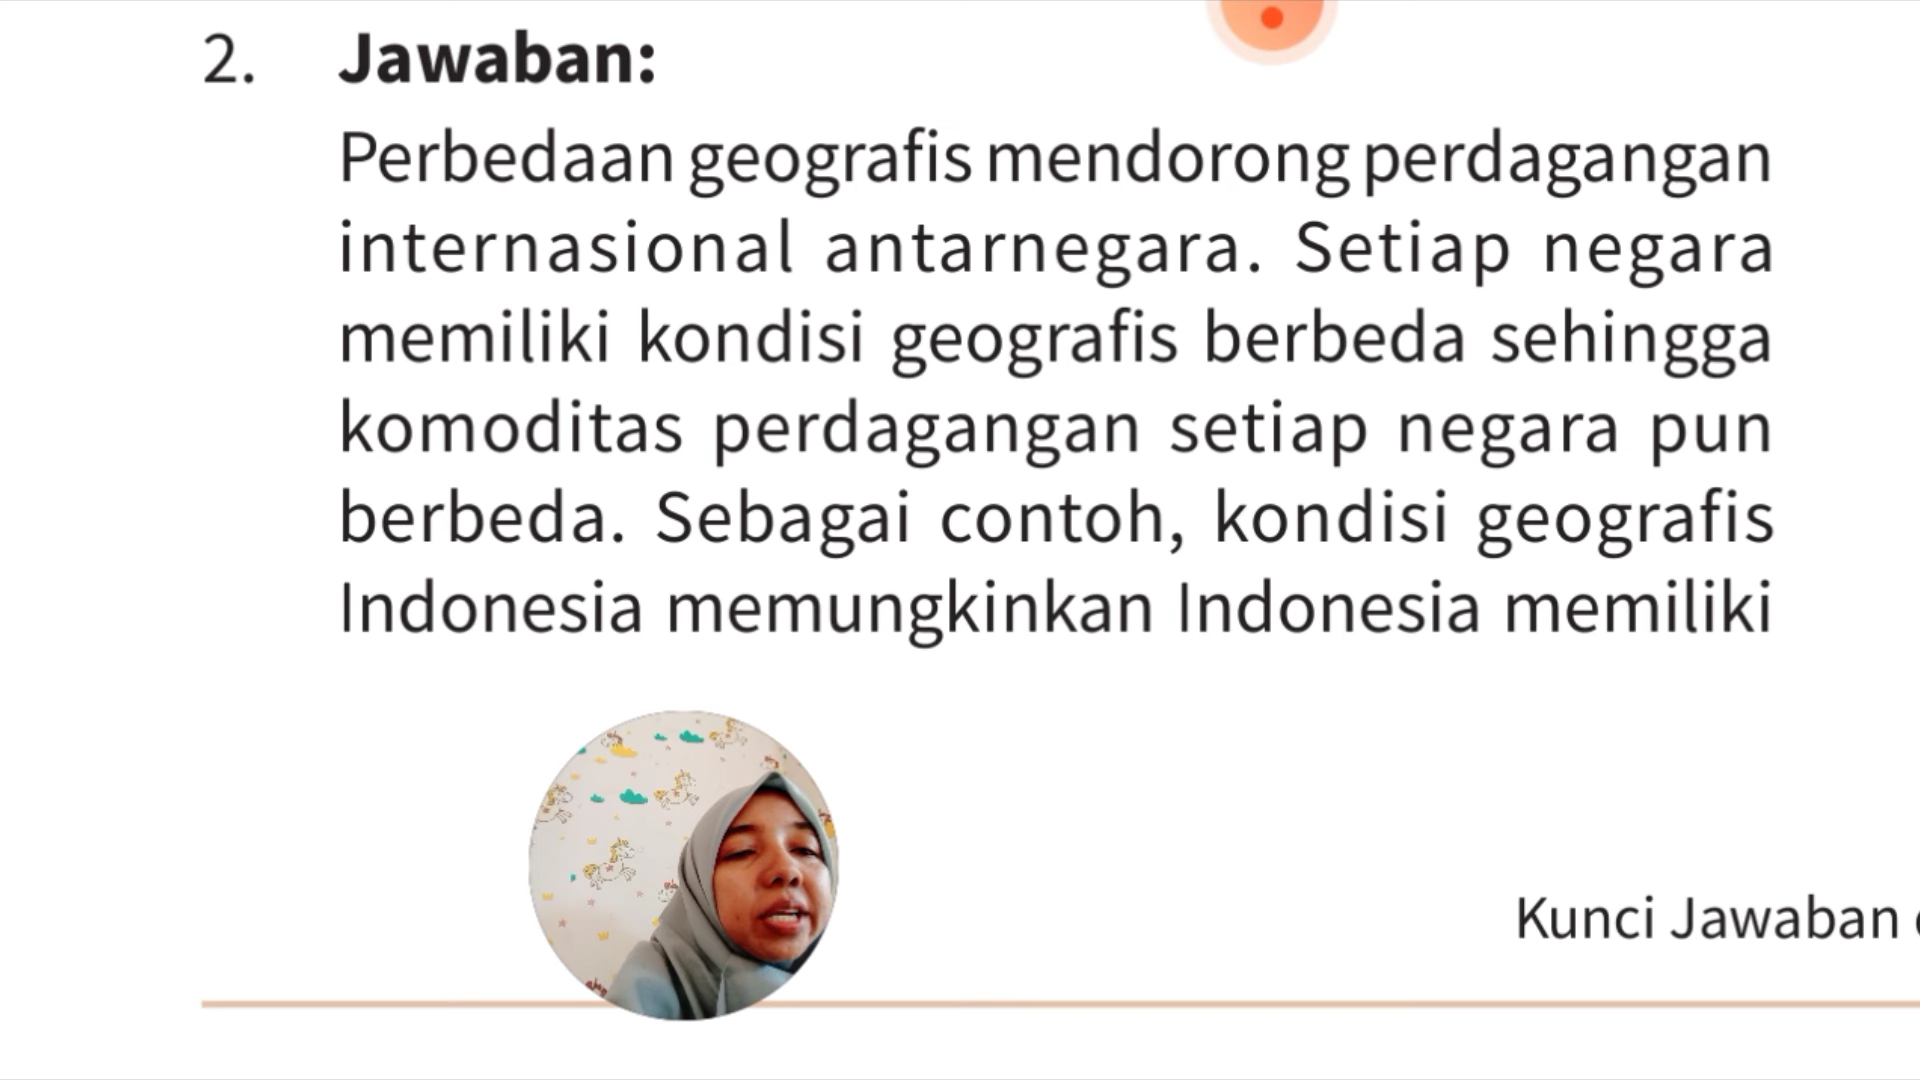 2. Jawaban:
Perbedaan geografis mendorong perdagangan
internasional antarnegara. Setiap negara
memiliki kondisi geografis berbeda sehingga
komoditas perdagangan setiap negara pun
berbeda. Sebagai contoh, kondisi geografis
Indonesia memungkinkan Indonesia memiliki
Kunci Jawaban